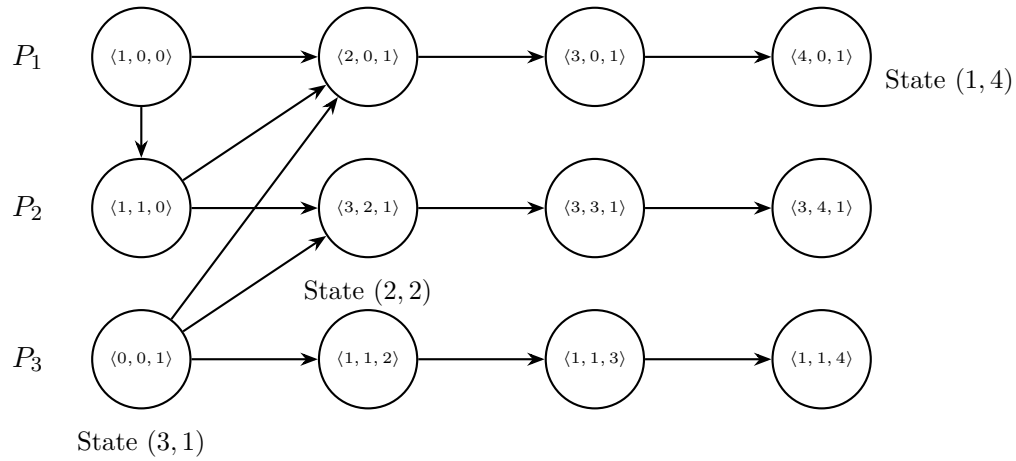 P₁ ⟨1, 0, 0⟩ ⟨2, 0, 1⟩ ⟨3, 0, 1⟩ ⟨4, 0, 1⟩
State (1, 4)
P₂ ⟨1, 1, 0⟩ ⟨3, 2, 1⟩ ⟨3, 3, 1⟩ ⟨3, 4, 1⟩
State (2, 2)
P₃ ⟨0, 0, 1⟩ ⟨1, 1, 2⟩ ⟨1, 1, 3⟩ ⟨1, 1, 4⟩
State (3, 1)